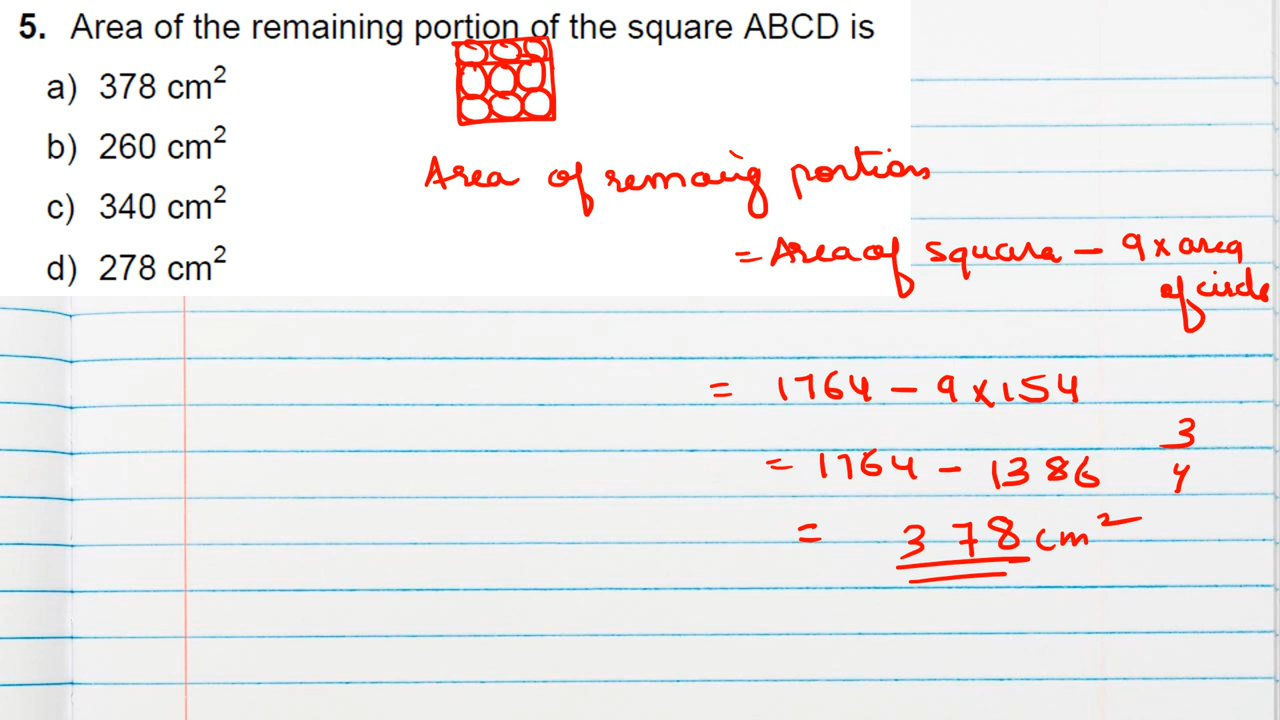 5. Area of the remaining portion of the square ABCD is
a) 378 cm²
b) 260 cm²
c) 340 cm²
d) 278 cm²
Area of remaing portion
= Area of square - 9 x area
of circle
= 1764 - 9 x 154
= 1764 - 1386
3
4
= 378 cm²